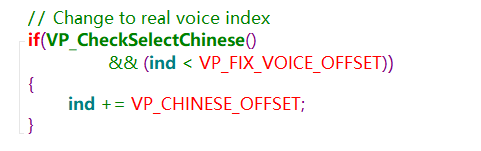 // Change to real voice index
if(VP_CheckSelectChinese()
&& (ind < VP_FIX_VOICE_OFFSET))
{
ind += VP_CHINESE_OFFSET;
}